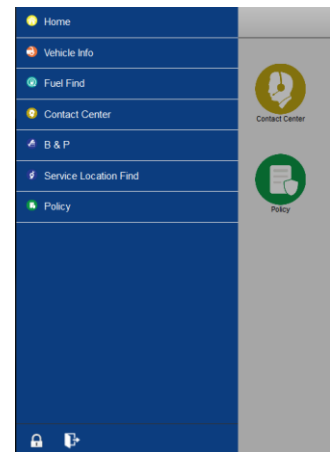 Home
Vehicle Info
Fuel Find
Contact Center
B & P
Service Location Find
Policy
Contact Center
Policy